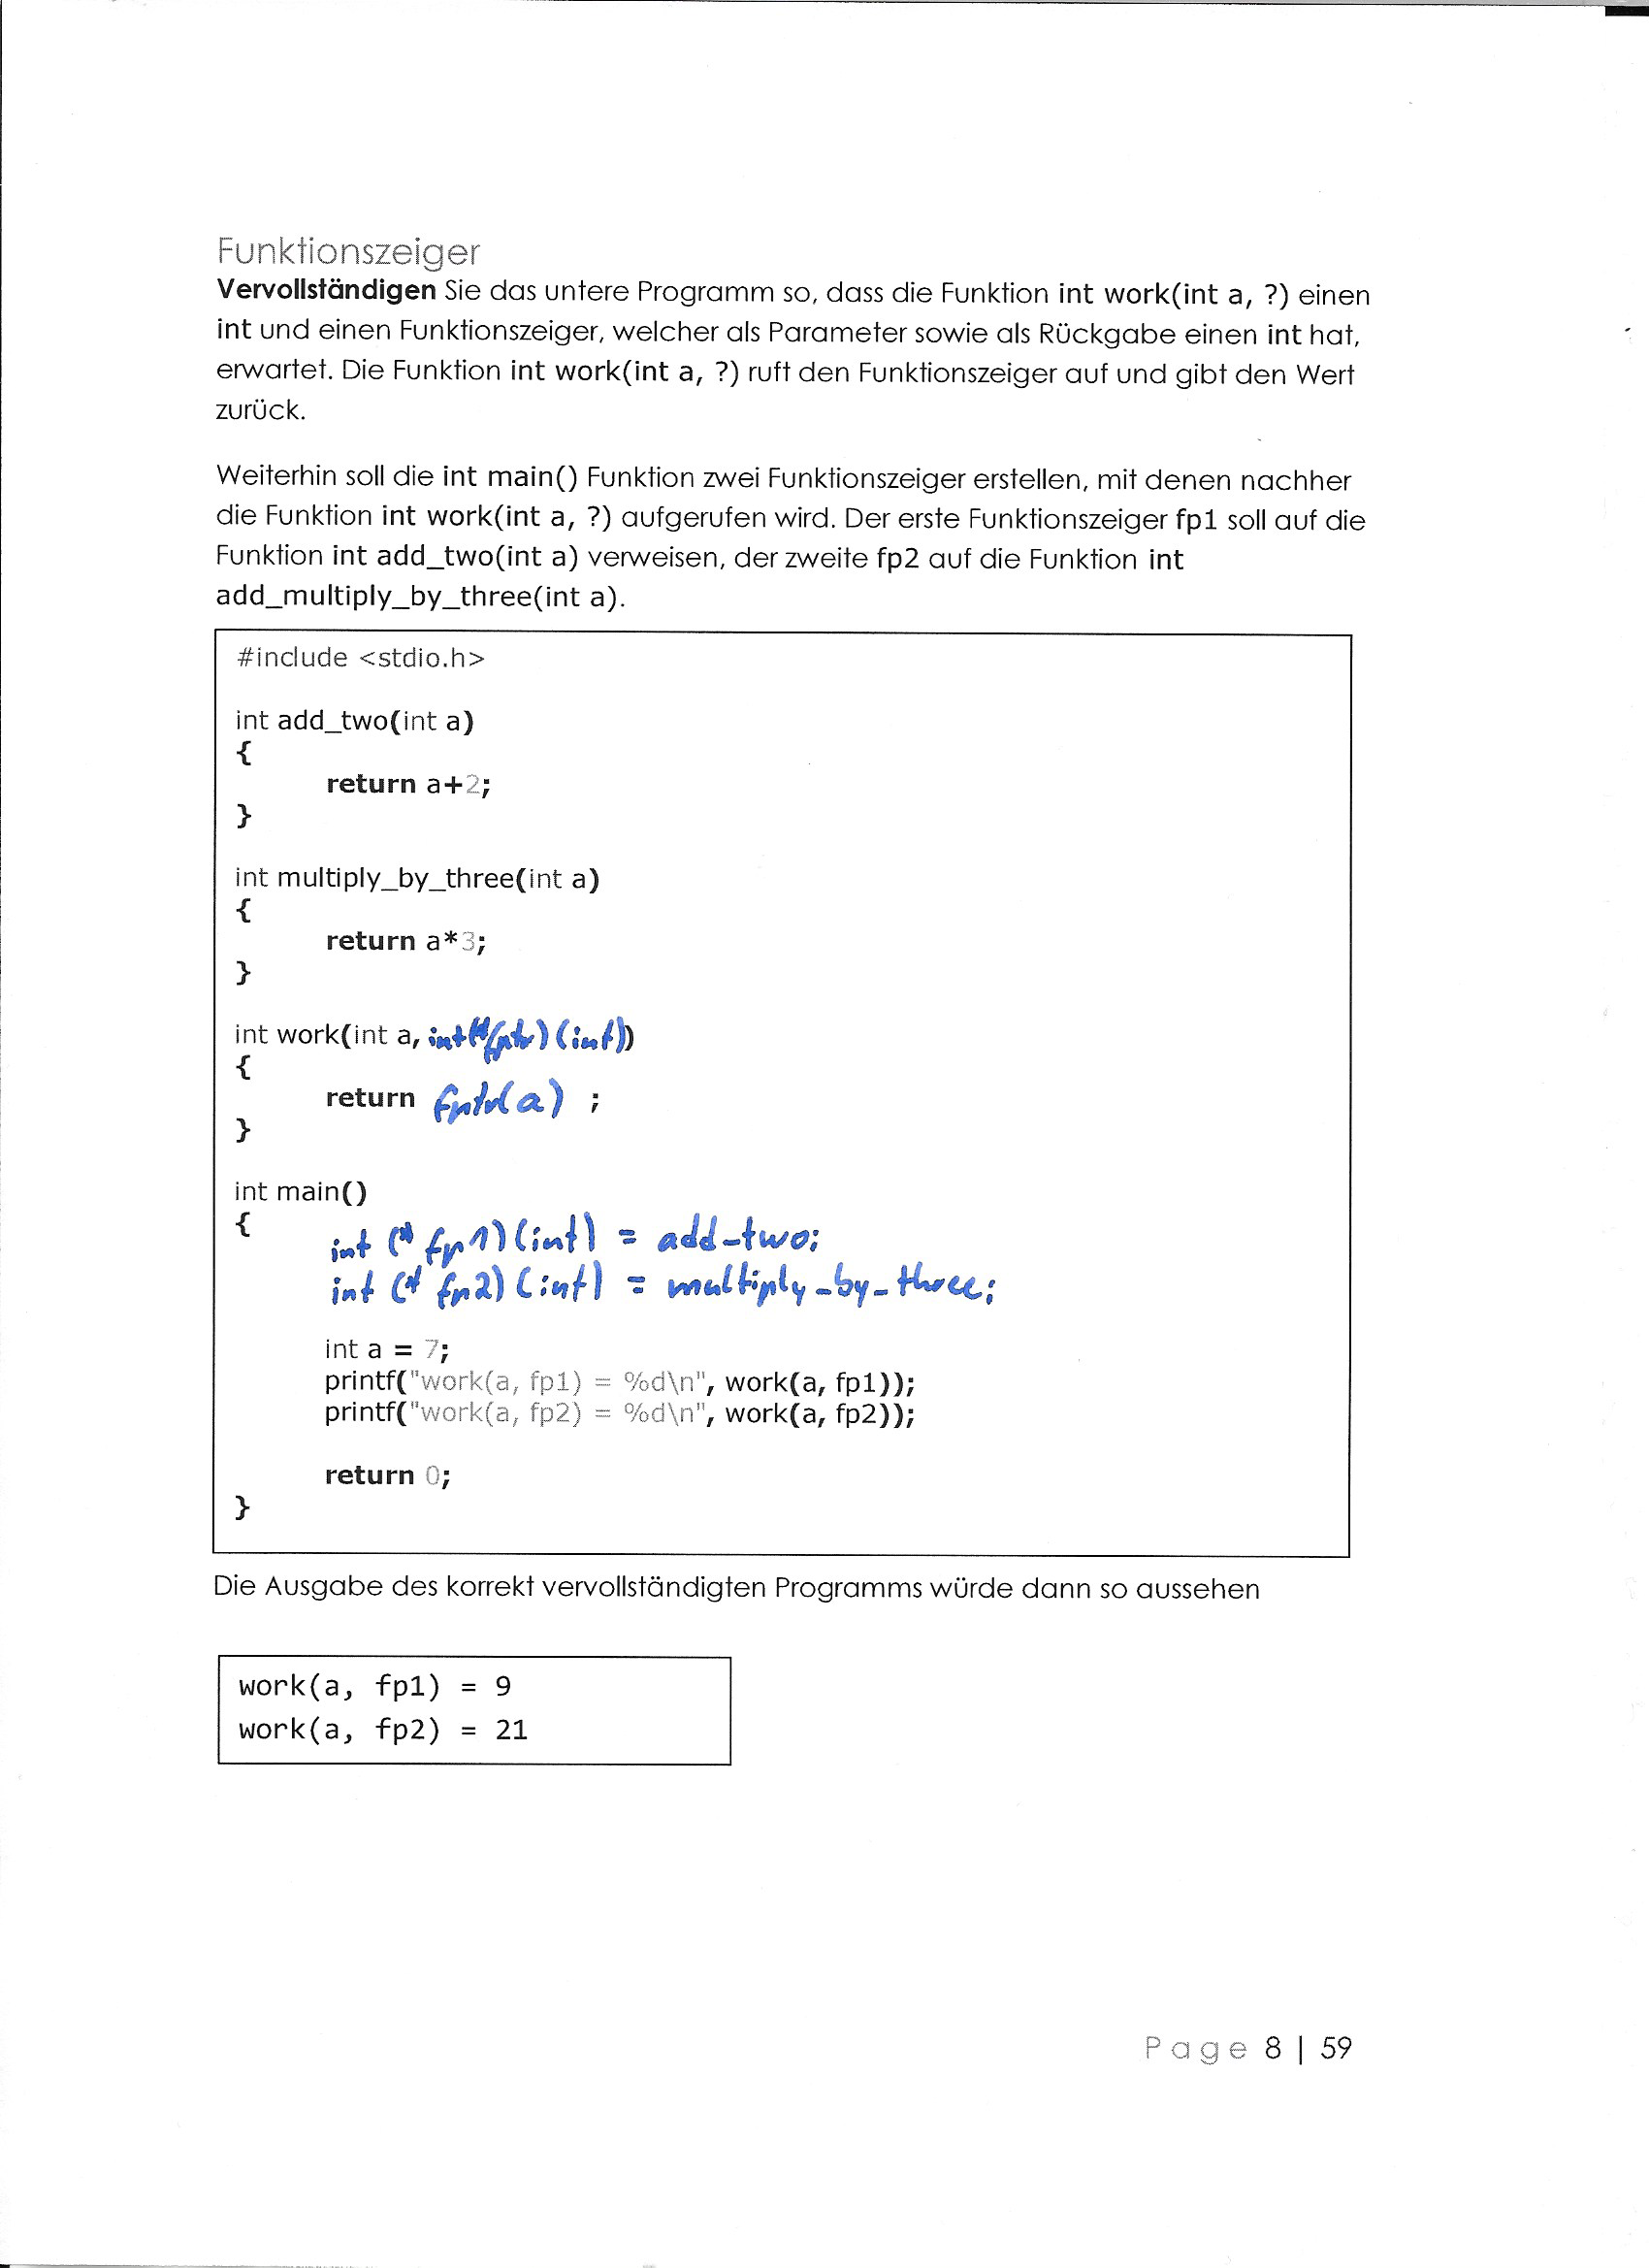 Funktionszeiger
Vervollständigen Sie das untere Programm so, dass die Funktion int work(int a, ?) einen
int und einen Funktionszeiger, welcher als Parameter sowie als Rückgabe einen int hat,
erwartet. Die Funktion int work(int a, ?) ruft den Funktionszeiger auf und gibt den Wert
zurück.
Weiterhin soll die int main() Funktion zwei Funktionszeiger erstellen, mit denen nachher
die Funktion int work(int a, ?) aufgerufen wird. Der erste Funktionszeiger fp1 soll auf die
Funktion int add_two(int a) verweisen, der zweite fp2 auf die Funktion int
add_multiply_by_three(int a).
#include <stdio.h>
int add_two(int a)
{
return a+2;
}
int multiply_by_three(int a)
{
return a*3;
}
int work(int a, int(*fptr)(int))
{
return fptr(a) ;
}
int main()
{
int (* fp1)(int) = add_two;
int (* fp2)(int) = multiply_by_three;
int a = 7;
printf("work(a, fp1) = %d\n", work(a, fp1));
printf("work(a, fp2) = %d\n", work(a, fp2));
return 0;
}
Die Ausgabe des korrekt vervollständigten Programms würde dann so aussehen
work(a, fp1) = 9
work(a, fp2) = 21
Page 8 | 59